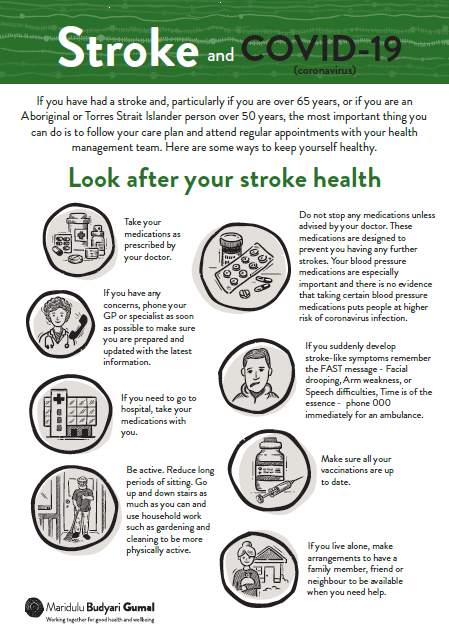 Stroke and COVID-19
(coronavirus)
If you have had a stroke and, particularly if you are over 65 years, or if you are an
Aboriginal or Torres Strait Islander person over 50 years, the most important thing you
can do is to follow your care plan and attend regular appointments with your health
management team. Here are some ways to keep yourself healthy.
Look after your stroke health
Take your
medications as
prescribed by
your doctor.
Do not stop any medications unless
advised by your doctor. These
medications are designed to
prevent you having any further
strokes. Your blood pressure
medications are especially
important and there is no evidence
that taking certain blood pressure
medications puts people at higher
risk of coronavirus infection.
If you have any
concerns, phone your
GP or specialist as soon
as possible to make sure
you are prepared and
updated with the latest
information.
If you suddenly develop
stroke-like symptoms remember
the FAST message - Facial
drooping, Arm weakness, or
Speech difficulties, Time is of the
essence - phone 000
immediately for an ambulance.
If you need to go to
hospital, take your
medications with
you.
Make sure all your
vaccinations are up
to date.
Be active. Reduce long
periods of sitting. Go
up and down stairs as
much as you can and
use household work
such as gardening and
cleaning to be more
physically active.
If you live alone, make
arrangements to have a
family member, friend or
neighbour to be available
when you need help.
Maridulu Budyari Gumal
Working together for good health and wellbeing